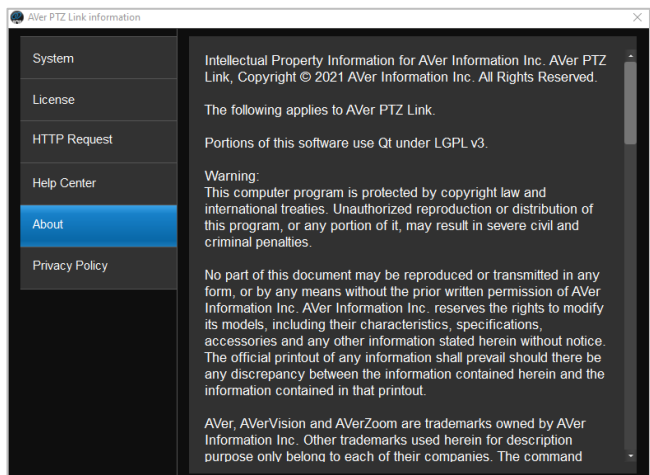 AVer PTZ Link information
System
License
HTTP Request
Help Center
About
Privacy Policy
Intellectual Property Information for AVer Information Inc. AVer PTZ
Link, Copyright © 2021 AVer Information Inc. All Rights Reserved.
The following applies to AVer PTZ Link.
Portions of this software use Qt under LGPL v3.
Warning:
This computer program is protected by copyright law and
international treaties. Unauthorized reproduction or distribution of
this program, or any portion of it, may result in severe civil and
criminal penalties.
No part of this document may be reproduced or transmitted in any
form, or by any means without the prior written permission of AVer
Information Inc. AVer Information Inc. reserves the rights to modify
its models, including their characteristics, specifications,
accessories and any other information stated herein without notice.
The official printout of any information shall prevail should there be
any discrepancy between the information contained herein and the
information contained in that printout.
AVer, AVerVision and AVerZoom are trademarks owned by AVer
Information Inc. Other trademarks used herein for description
purpose only belong to each of their companies. The command